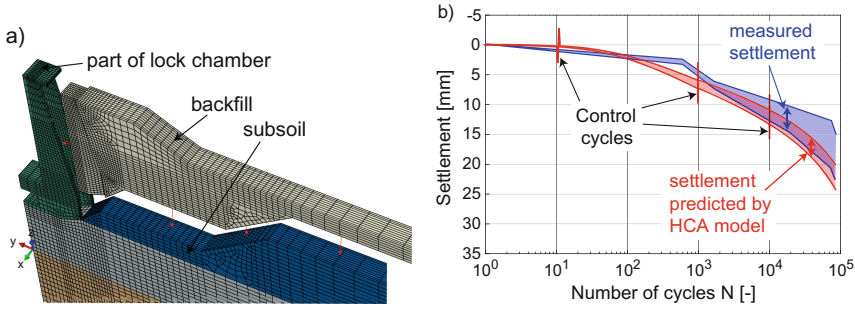 a)
part of lock chamber
backfill
subsoil
y
z
x
b)
-5
0
5
10
15
20
25
30
35
Settlement [mm]
measured
settlement
Control
cycles
settlement
predicted by
HCA model
10^0
10^1
10^2
10^3
10^4
10^5
Number of cycles N [-]